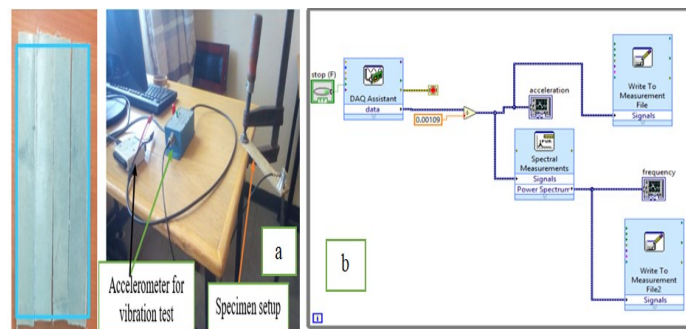 Accelerometer for
vibration test
Specimen setup
a
stop (F)
DAQ Assistant
data
0.00109
acceleration
Write To
Measurement
File
Signals
Spectral
Measurements
Signals
Power Spectrum
frequency
Write To
Measurement
File2
Signals
b
i